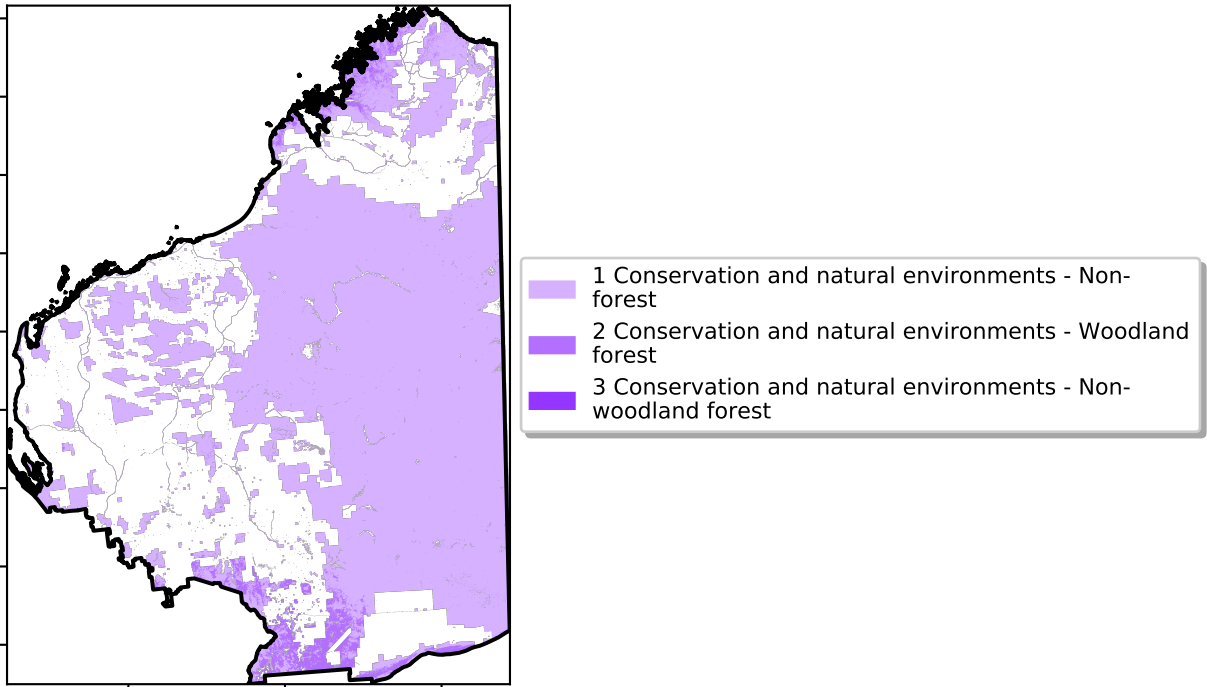 1 Conservation and natural environments - Non-
forest
2 Conservation and natural environments - Woodland
forest
3 Conservation and natural environments - Non-
woodland forest